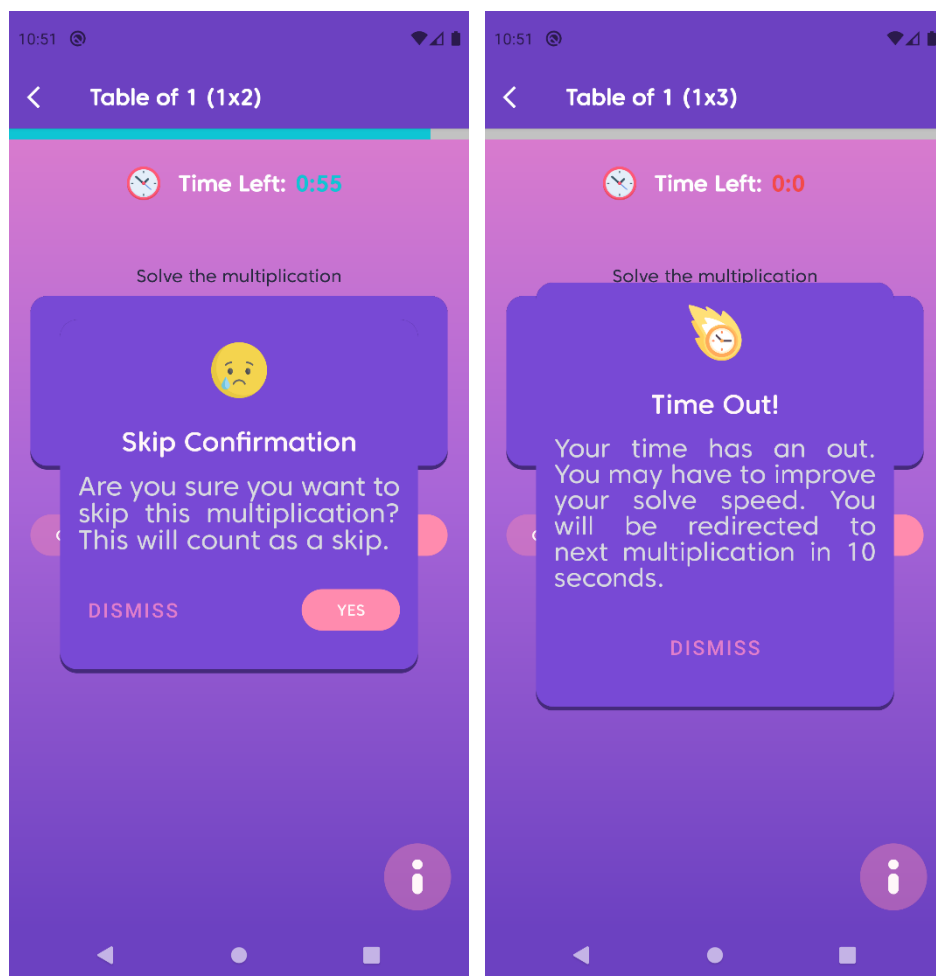 10:51
Table of 1 (1x2)
Time Left: 0:55
Solve the multiplication
Skip Confirmation
Are you sure you want to
skip this multiplication?
This will count as a skip.
DISMISS
YES
10:51
Table of 1 (1x3)
Time Left: 0:0
Solve the multiplication
Time Out!
Your time has an out.
You may have to improve
your solve speed. You
will be redirected to
next multiplication in 10
seconds.
DISMISS